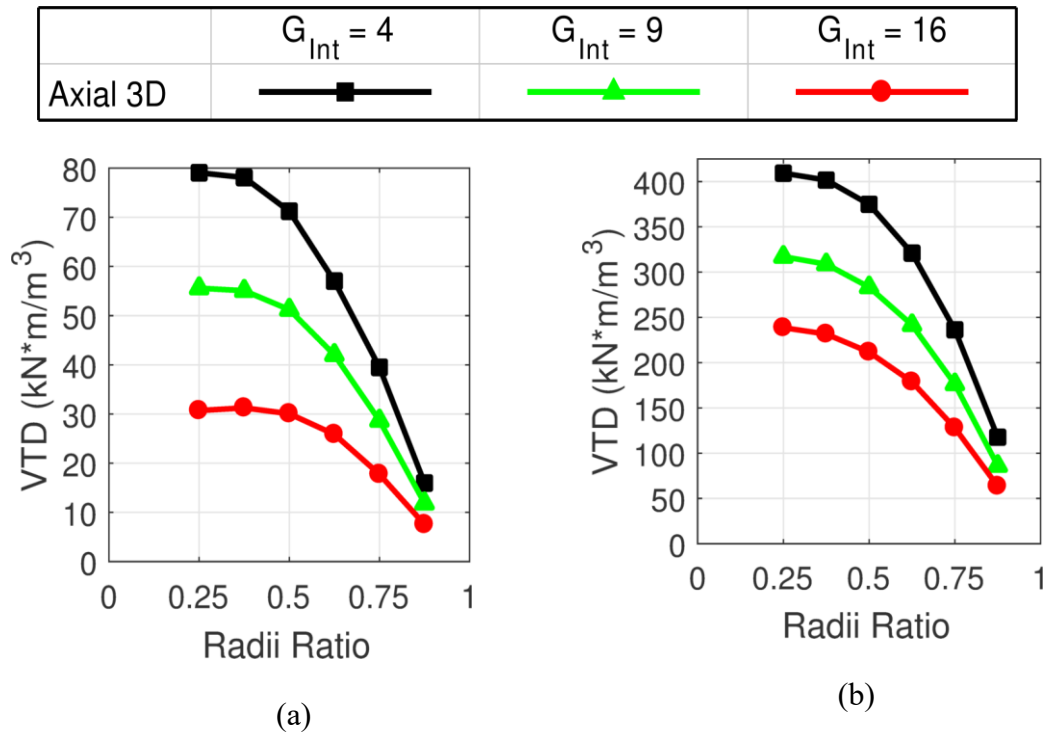 G_Int = 4 G_Int = 9 G_Int = 16
Axial 3D
80
70
60
50
40
30
20
10
0
VTD (kN*m/m^3)
0 0.25 0.5 0.75 1
Radii Ratio
(a)
400
350
300
250
200
150
100
50
0
VTD (kN*m/m^3)
0 0.25 0.5 0.75 1
Radii Ratio
(b)